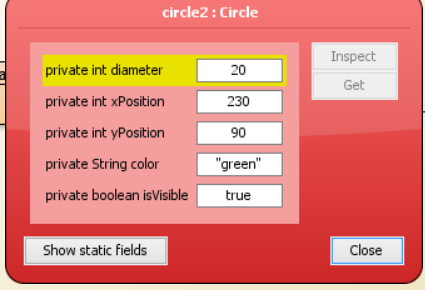 circle2 : Circle
private int diameter 20
private int xPosition 230
private int yPosition 90
private String color "green"
private boolean isVisible true
Inspect
Get
Show static fields
Close